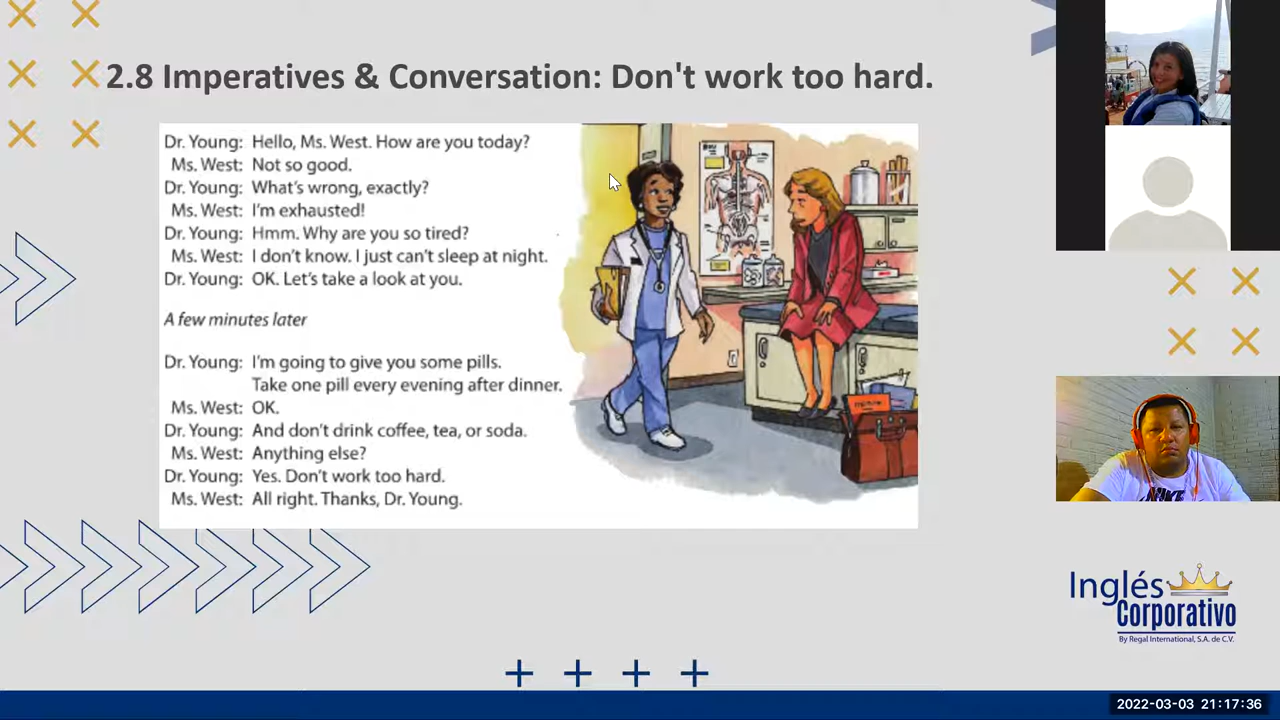 2.8 Imperatives & Conversation: Don't work too hard.
Dr. Young: Hello, Ms. West. How are you today?
Ms. West: Not so good.
Dr. Young: What's wrong, exactly?
Ms. West: I'm exhausted!
Dr. Young: Hmm. Why are you so tired?
Ms. West: I don't know. I just can't sleep at night.
Dr. Young: OK. Let's take a look at you.
A few minutes later
Dr. Young: I'm going to give you some pills.
Take one pill every evening after dinner.
Ms. West: OK.
Dr. Young: And don't drink coffee, tea, or soda.
Ms. West: Anything else?
Dr. Young: Yes. Don't work too hard.
Ms. West: All right. Thanks, Dr. Young.
NIKE
Inglés
Corporativo
By Regal International, S.A. de C.V.
2022-03-03 21:17:36